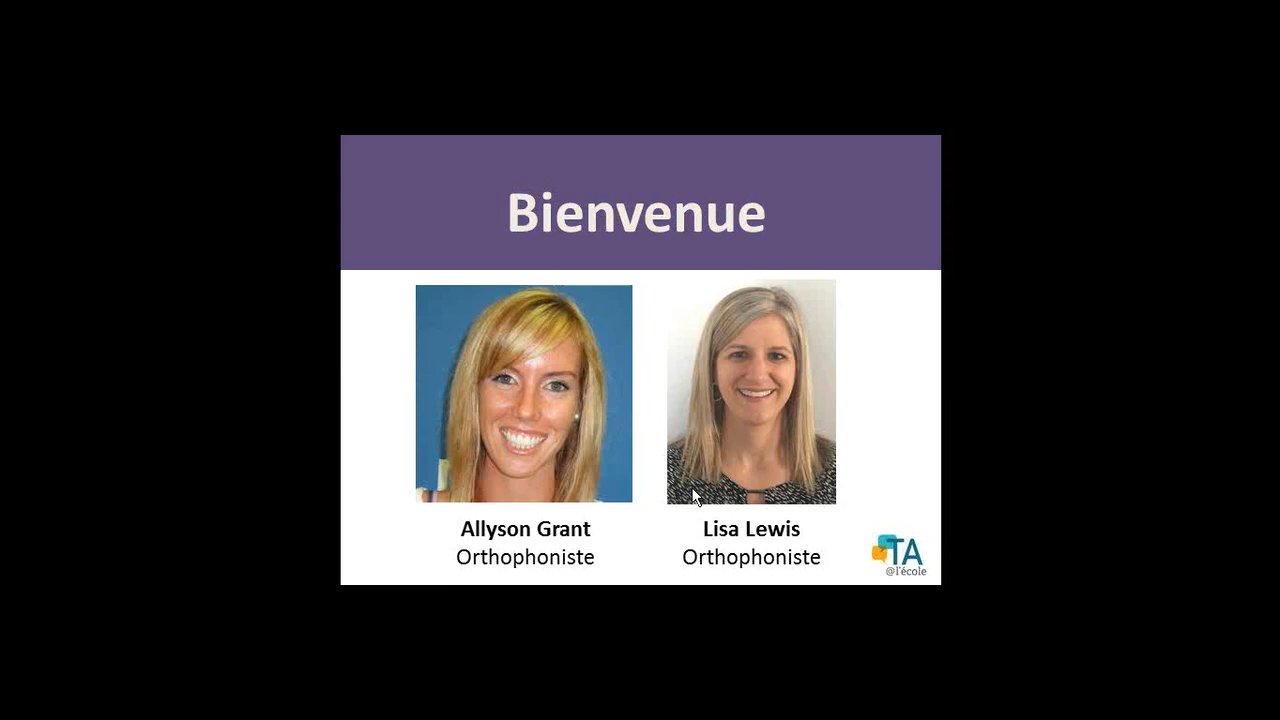 Bienvenue
Allyson Grant
Orthophoniste
Lisa Lewis
Orthophoniste
TA
@l'école